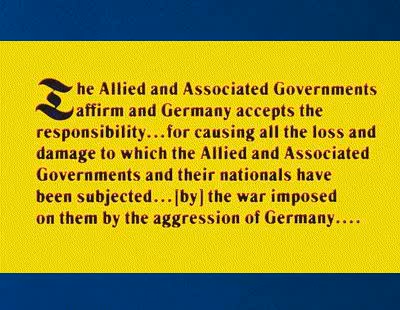 The Allied and Associated Governments
affirm and Germany accepts the
responsibility...for causing all the loss and
damage to which the Allied and Associated
Governments and their nationals have
been subjected...[by] the war imposed
on them by the aggression of Germany....